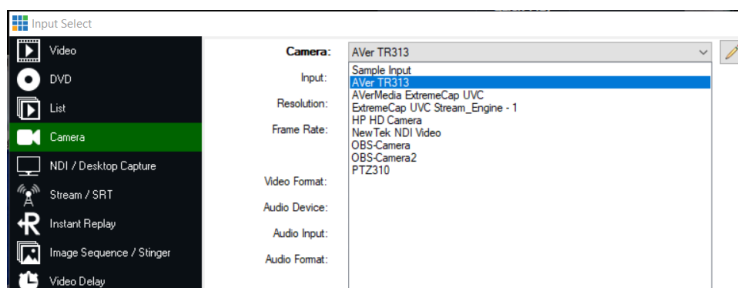 Input Select
Video
DVD
List
Camera
NDI / Desktop Capture
Stream / SRT
Instant Replay
Image Sequence / Stinger
Video Delay
Camera: AVer TR313
Input:
Resolution:
Frame Rate:
Video Format:
Audio Device:
Audio Input:
Audio Format:
Sample Input
AVer TR313
AVerMedia ExtremeCap UVC
ExtremeCap UVC Stream_Engine - 1
HP HD Camera
NewTek NDI Video
OBS-Camera
OBS-Camera2
PTZ310